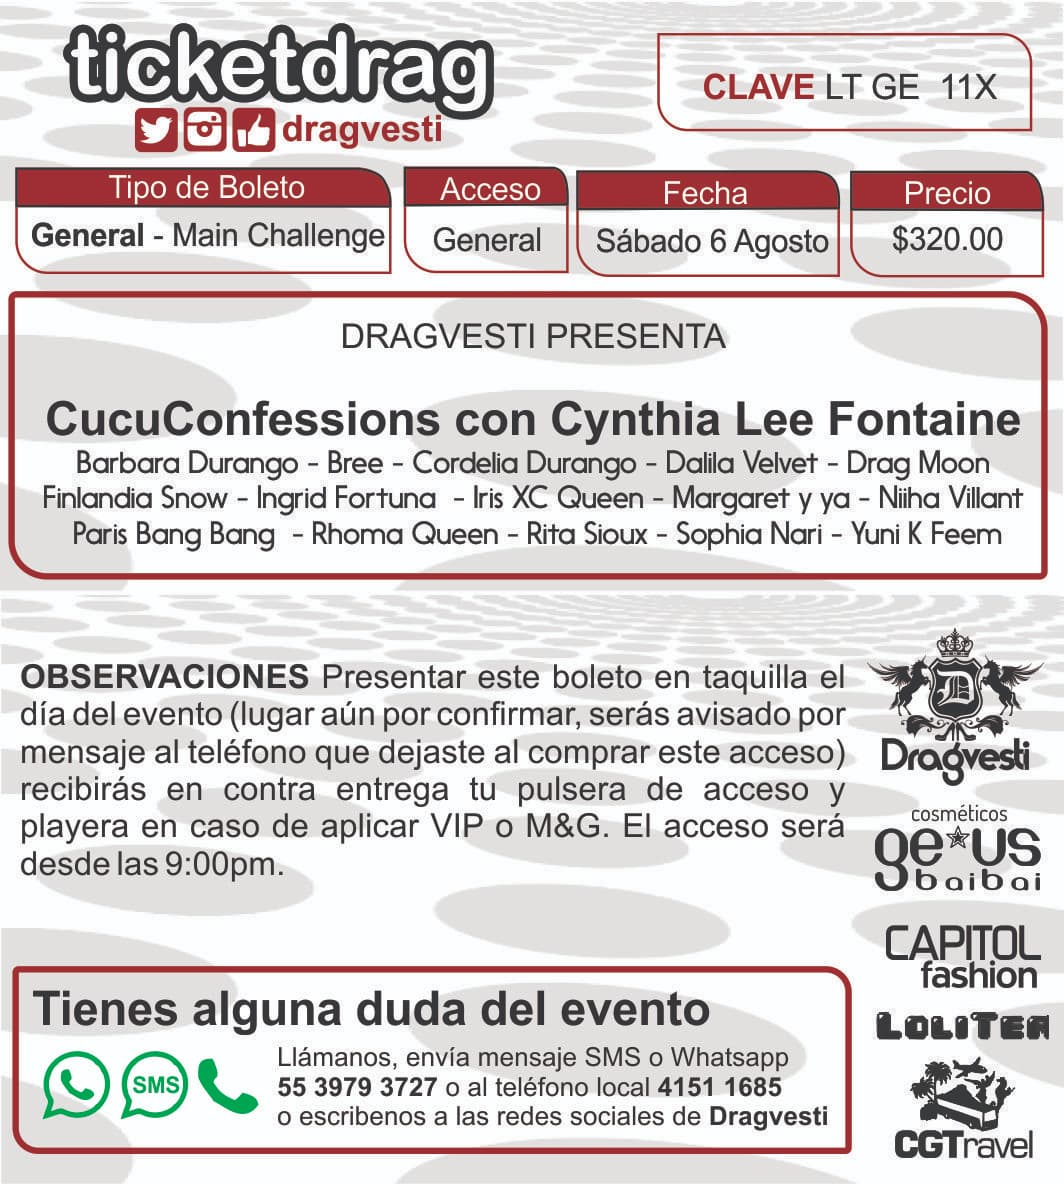 ticketdrag
dragvesti
CLAVE LT GE 11X
Tipo de Boleto
General - Main Challenge
Acceso
General
Fecha
Sábado 6 Agosto
Precio
$320.00
DRAGVESTI PRESENTA
CucuConfessions con Cynthia Lee Fontaine
Barbara Durango - Bree - Cordelia Durango - Dalila Velvet - Drag Moon
Finlandia Snow - Ingrid Fortuna - Iris XC Queen - Margaret y ya - Niiha Villant
Paris Bang Bang - Rhoma Queen - Rita Sioux - Sophia Nari - Yuni K Feem
OBSERVACIONES Presentar este boleto en taquilla el
día del evento (lugar aún por confirmar, serás avisado por
mensaje al teléfono que dejaste al comprar este acceso)
recibirás en contra entrega tu pulsera de acceso y
playera en caso de aplicar VIP o M&G. El acceso será
desde las 9:00pm.
D
Dragvesti
cosméticos
ge*us
baibai
CAPITOL
fashion
LOLITER
CGTravel
Tienes alguna duda del evento
SMS
Llámanos, envía mensaje SMS o Whatsapp
55 3979 3727 o al teléfono local 4151 1685
o escribenos a las redes sociales de Dragvesti